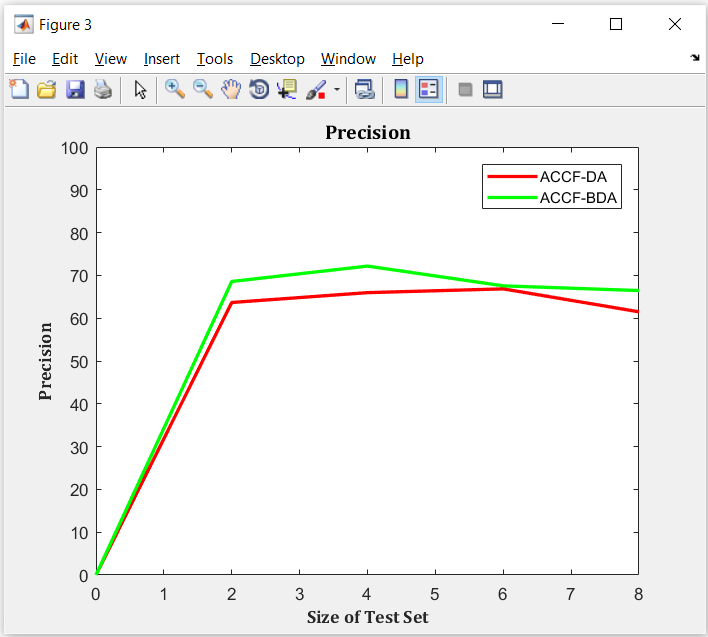 Figure 3
File Edit View Insert Tools Desktop Window Help
Precision
100
90
80
70
60
50
40
30
20
10
0
Precision
ACCF-DA
ACCF-BDA
0 1 2 3 4 5 6 7 8
Size of Test Set